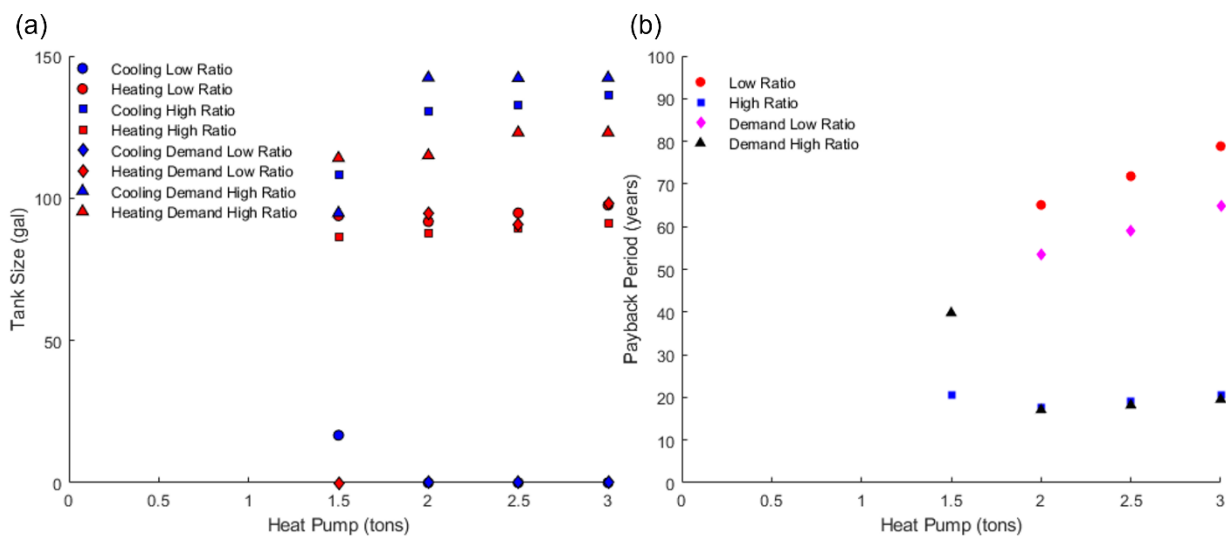 (a)
150
100
50
0
Tank Size (gal)
Cooling Low Ratio
Heating Low Ratio
Cooling High Ratio
Heating High Ratio
Cooling Demand Low Ratio
Heating Demand Low Ratio
Cooling Demand High Ratio
Heating Demand High Ratio
0 0.5 1 1.5 2 2.5 3
Heat Pump (tons)
(b)
100
90
80
70
60
50
40
30
20
10
0
Payback Period (years)
Low Ratio
High Ratio
Demand Low Ratio
Demand High Ratio
0 0.5 1 1.5 2 2.5 3
Heat Pump (tons)